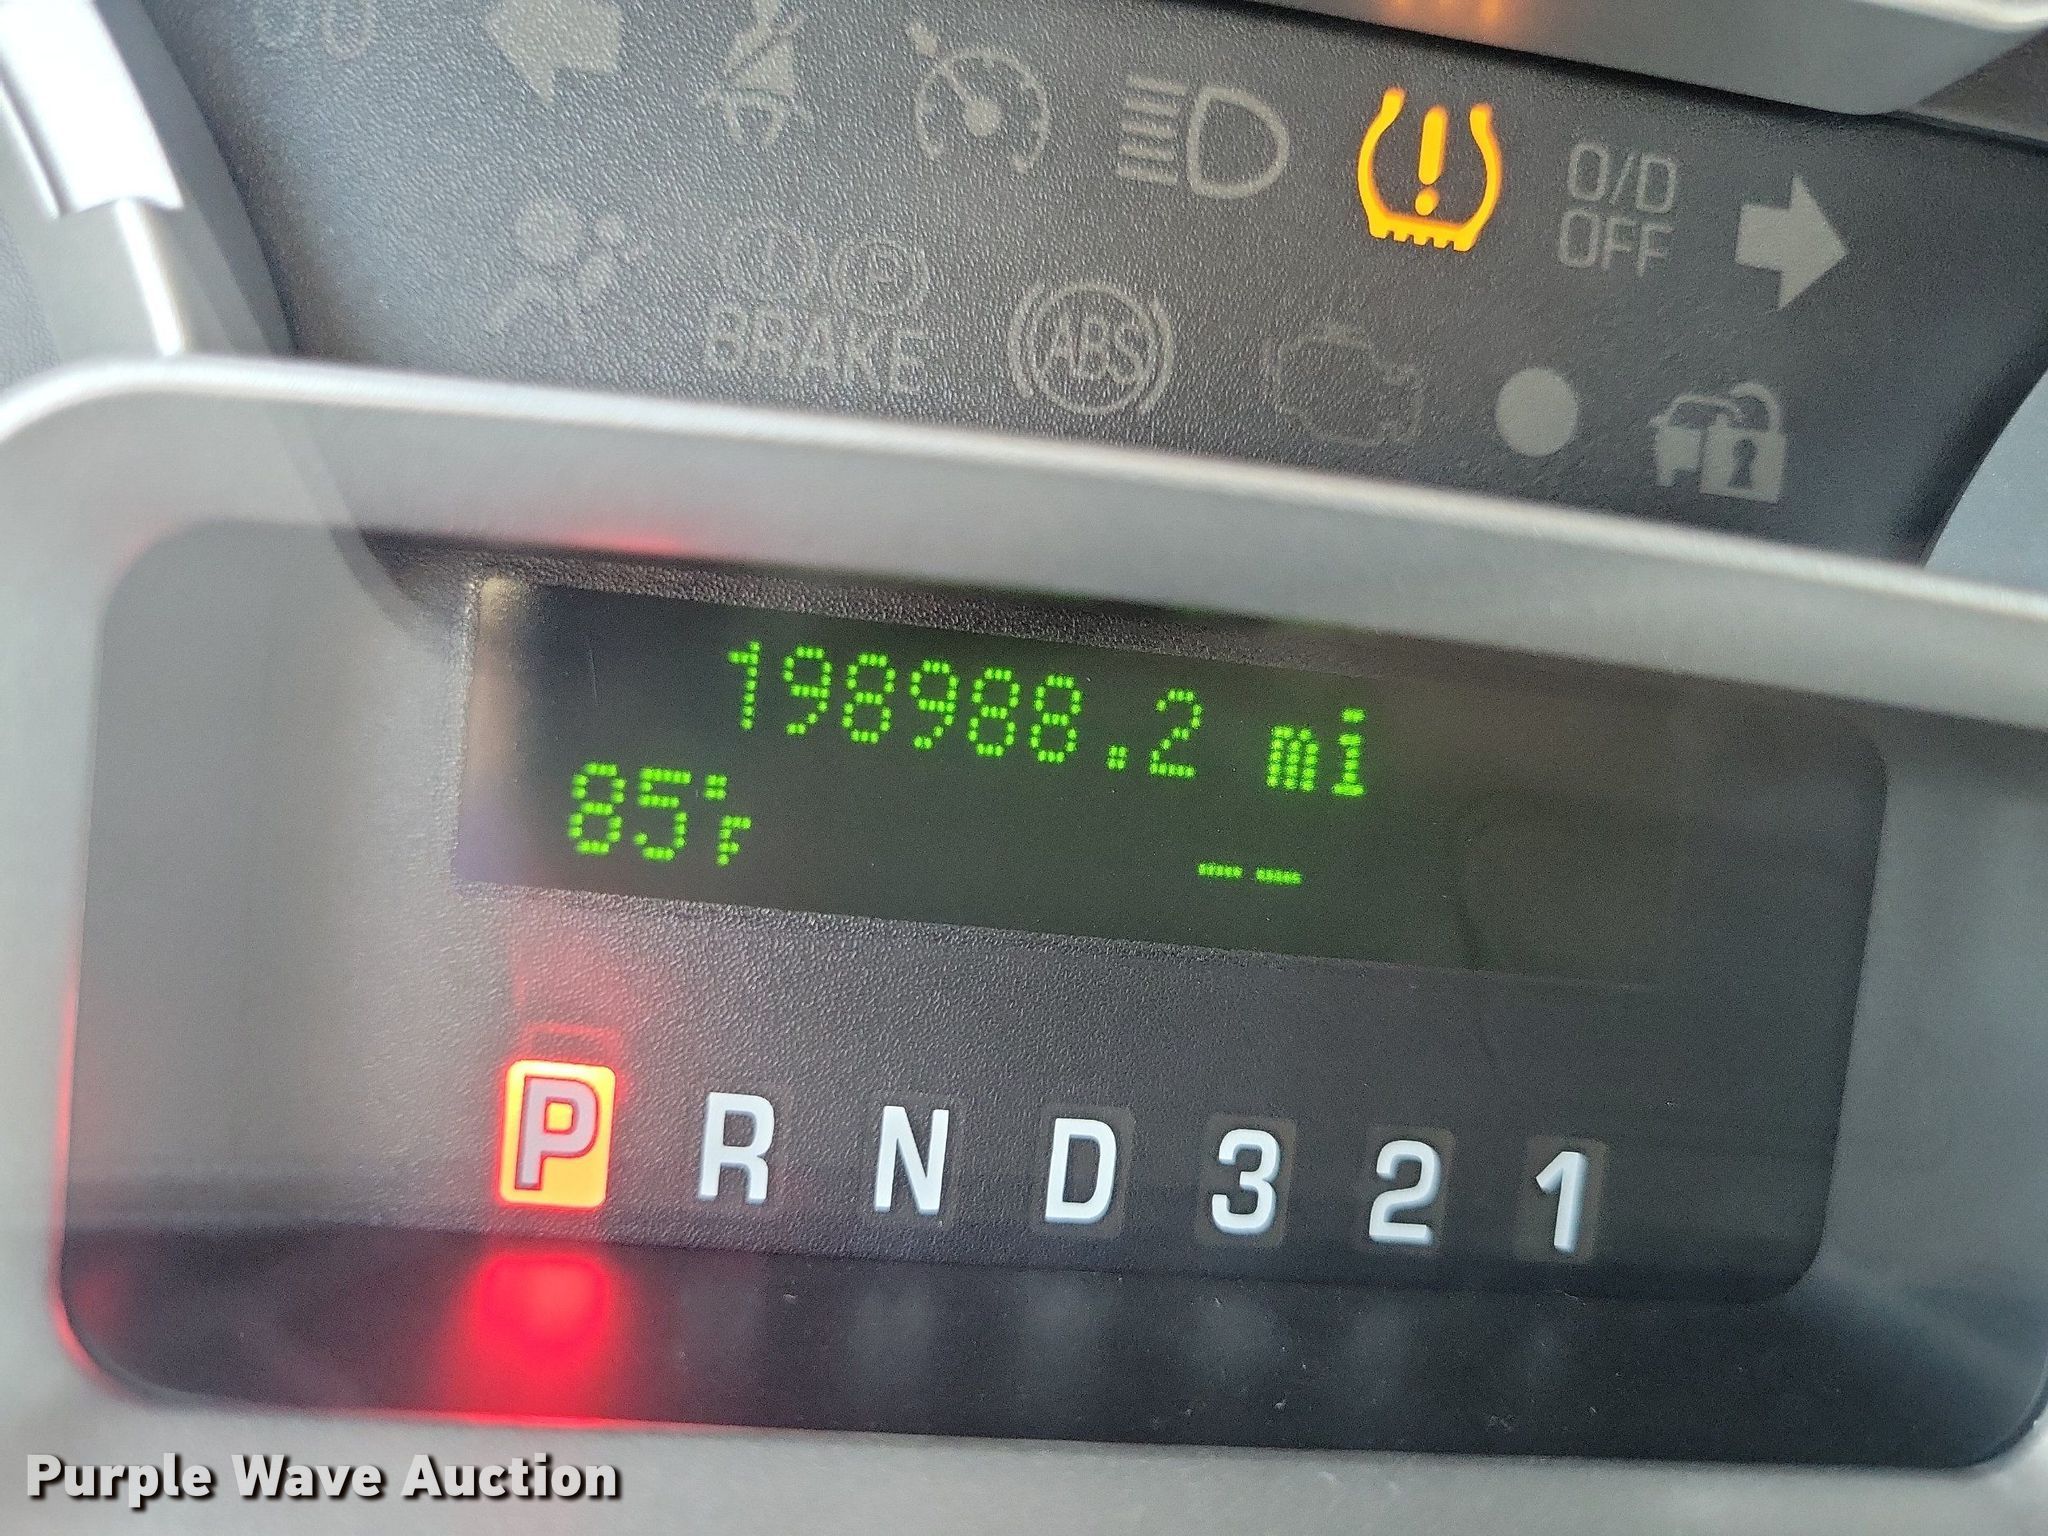 O/D
OFF
BRAKE
ABS
198988.2 mi
85°F
--
P R N D 3 2 1
Purple Wave Auction